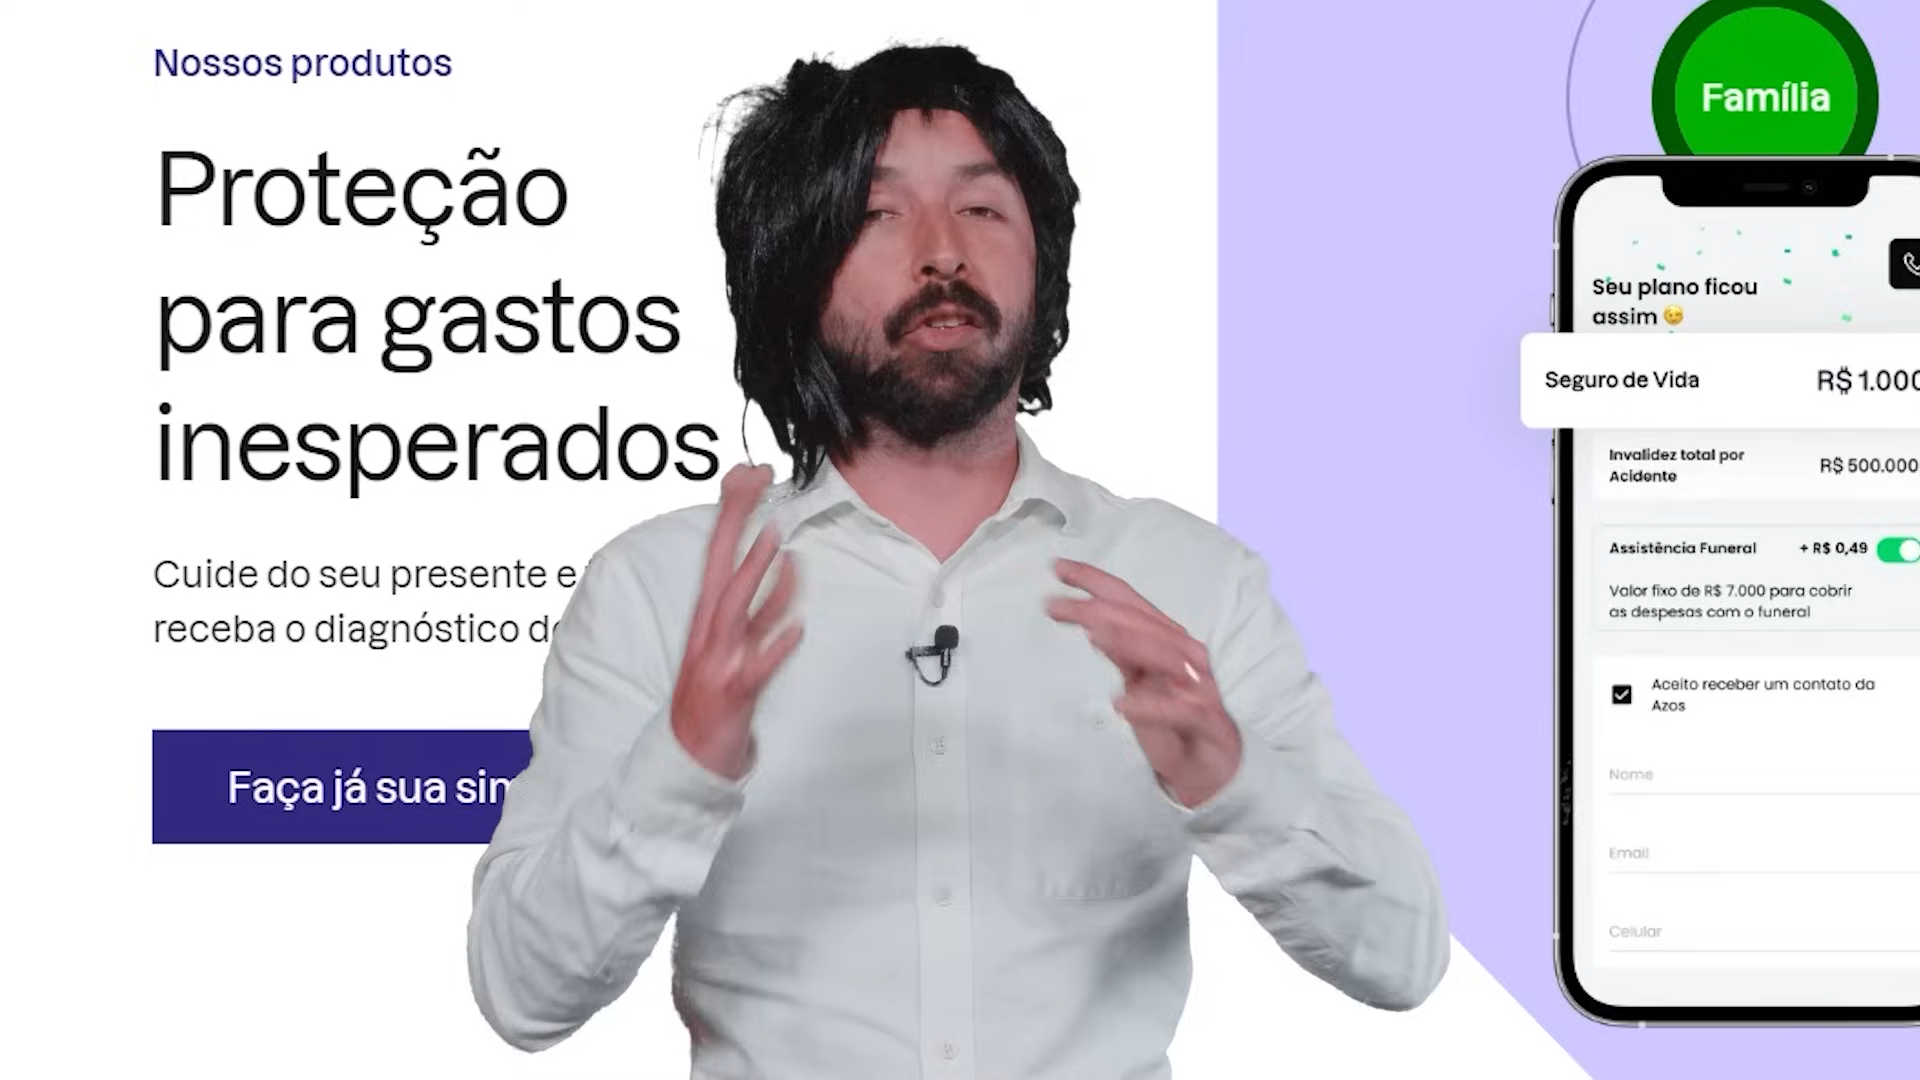 Nossos produtos
Proteção
para gastos
inesperados
Cuide do seu presente e
receba o diagnóstico
Faça já sua
Família
Seu plano ficou
assim 😉
Seguro de Vida R$ 1.000
Invalidez total por
Acidente R$ 500.000
Assistência Funeral + R$ 0,49
Valor fixo de R$ 7.000 para cobrir
as despesas com o funeral
Aceito receber um contato da
Azos
Nome
Email
Celular